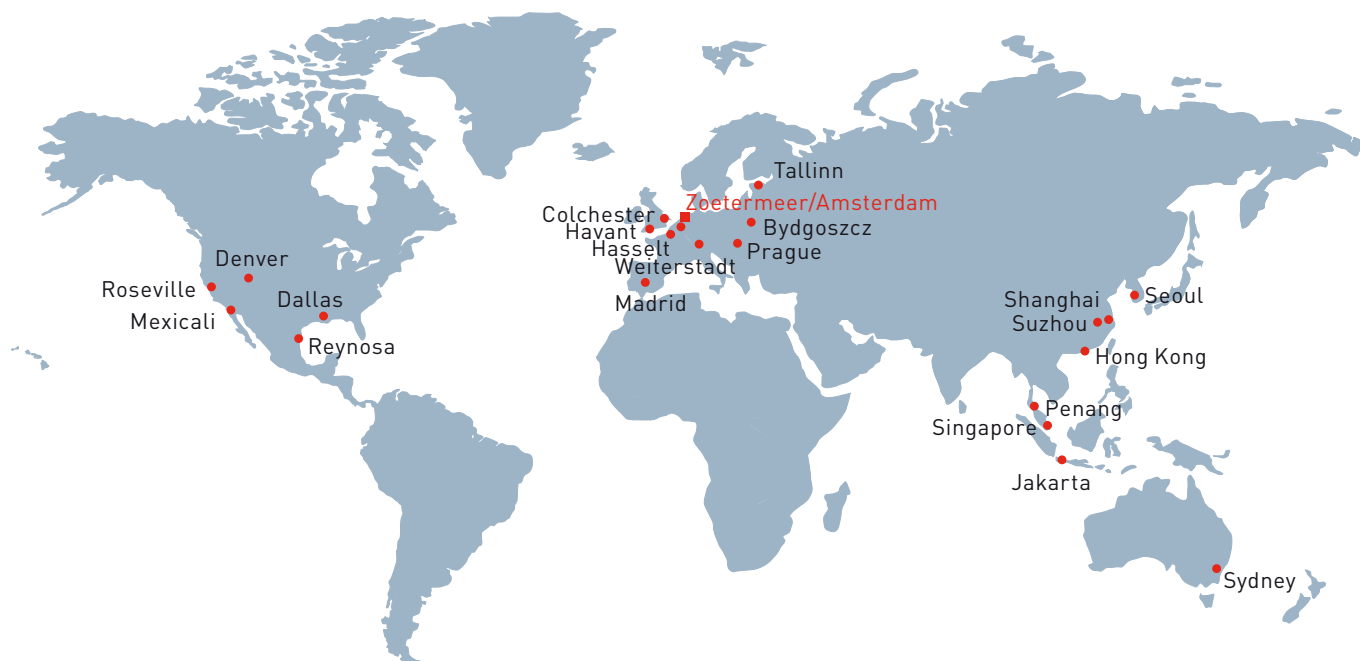 Tallinn
Zoetermeer/Amsterdam
Colchester
Havant
Bydgoszcz
Hasselt
Prague
Weiterstadt
Madrid
Denver
Roseville
Dallas
Mexicali
Reynosa
Shanghai
Seoul
Suzhou
Hong Kong
Penang
Singapore
Jakarta
Sydney